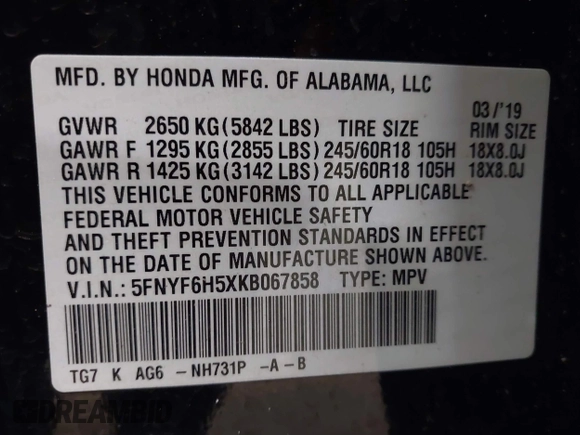 MFD. BY HONDA MFG. OF ALABAMA, LLC
03/'19
GVWR 2650 KG (5842 LBS) TIRE SIZE RIM SIZE
GAWR F 1295 KG (2855 LBS) 245/60R18 105H 18X8.0J
GAWR R 1425 KG (3142 LBS) 245/60R18 105H 18X8.0J
THIS VEHICLE CONFORMS TO ALL APPLICABLE
FEDERAL MOTOR VEHICLE SAFETY
AND THEFT PREVENTION STANDARDS IN EFFECT
ON THE DATE OF MANUFACTURE SHOWN ABOVE.
V.I.N.: 5FNYF6H5XKB067858 TYPE: MPV
TG7 K AG6 -NH731P -A-B
DREAMBID